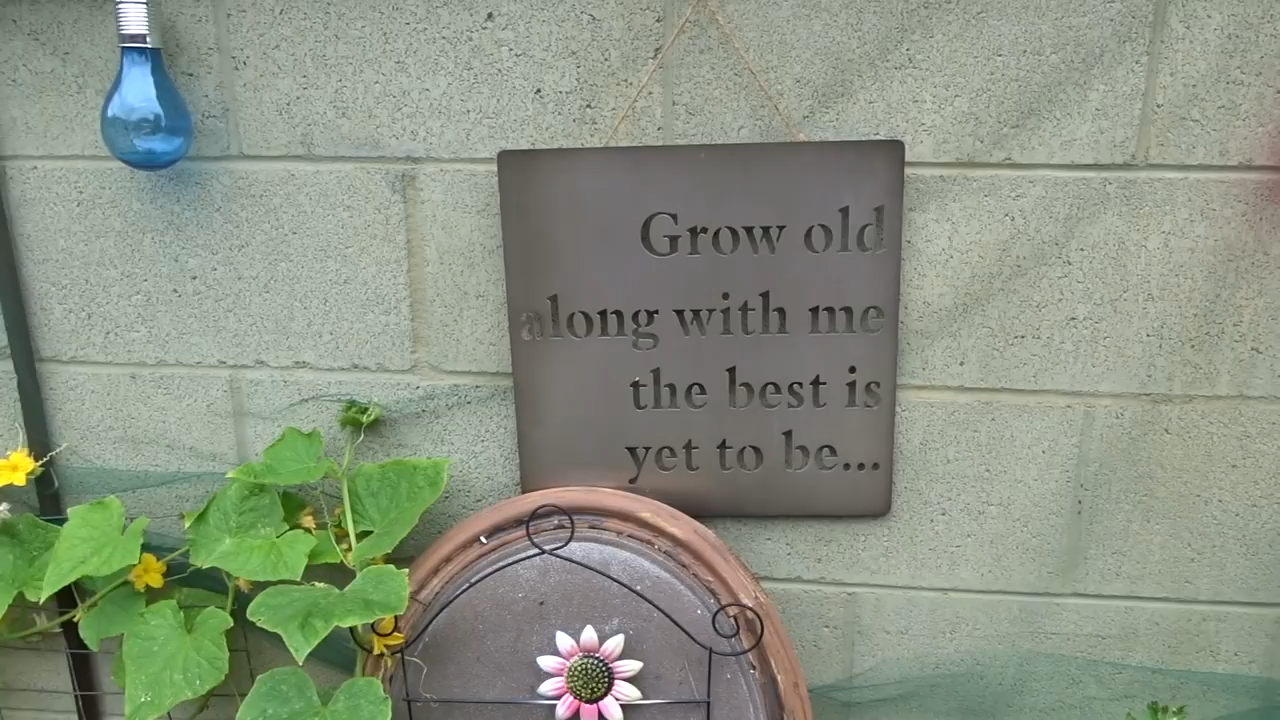 Grow old
along with me
the best is
yet to be...